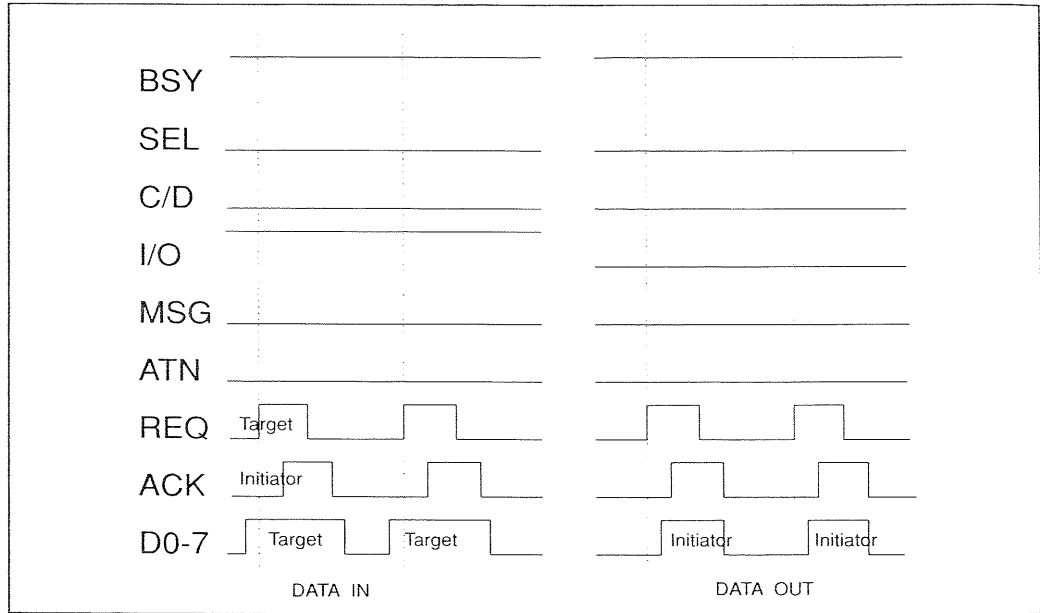 BSY
SEL
C/D
I/O
MSG
ATN
REQ Target
ACK Initiator
D0-7 Target Target Initiator Initiator
DATA IN DATA OUT